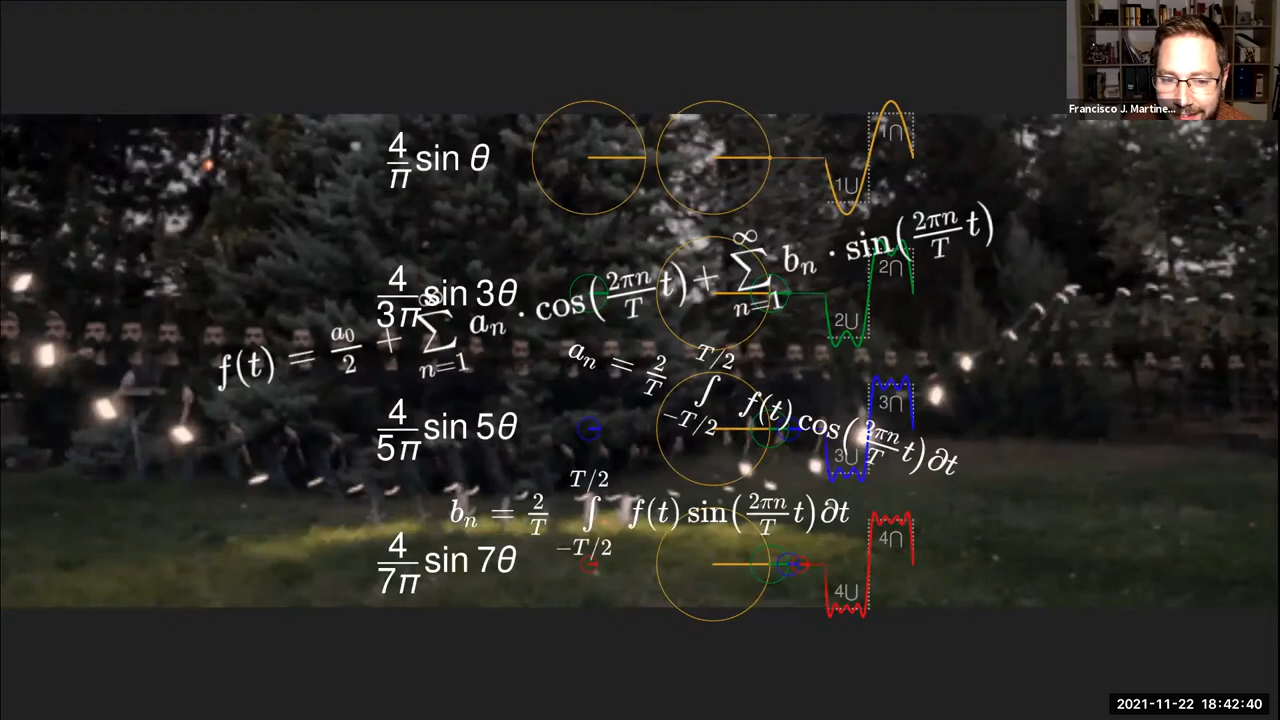 Francisco J. Martine...
4/π sin θ
1∩
1U
4/3π sin 3θ
2∩
2U
f(t) = a₀/2 + ∑_{n=1}^{∞} aₙ · cos(2πn/T t) + ∑_{n=1}^{∞} bₙ · sin(2πn/T t)
aₙ = 2/T ∫_{-T/2}^{T/2} f(t) cos(2πn/T t)∂t
4/5π sin 5θ
3∩
3U
bₙ = 2/T ∫_{-T/2}^{T/2} f(t) sin(2πn/T t)∂t
4/7π sin 7θ
4∩
4U
2021-11-22 18:42:40